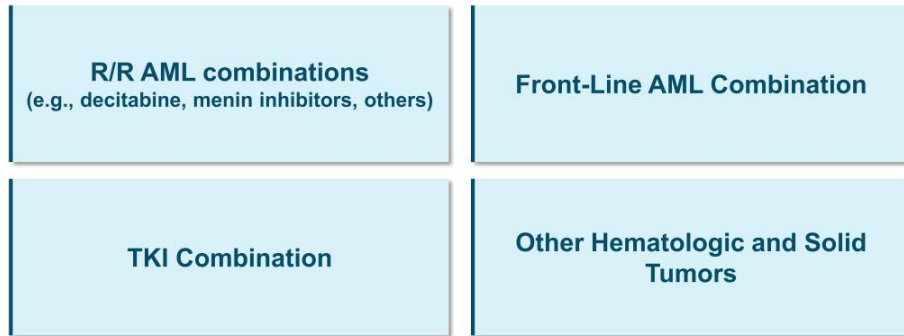 R/R AML combinations
(e.g., decitabine, menin inhibitors, others)
Front-Line AML Combination
TKI Combination
Other Hematologic and Solid
Tumors